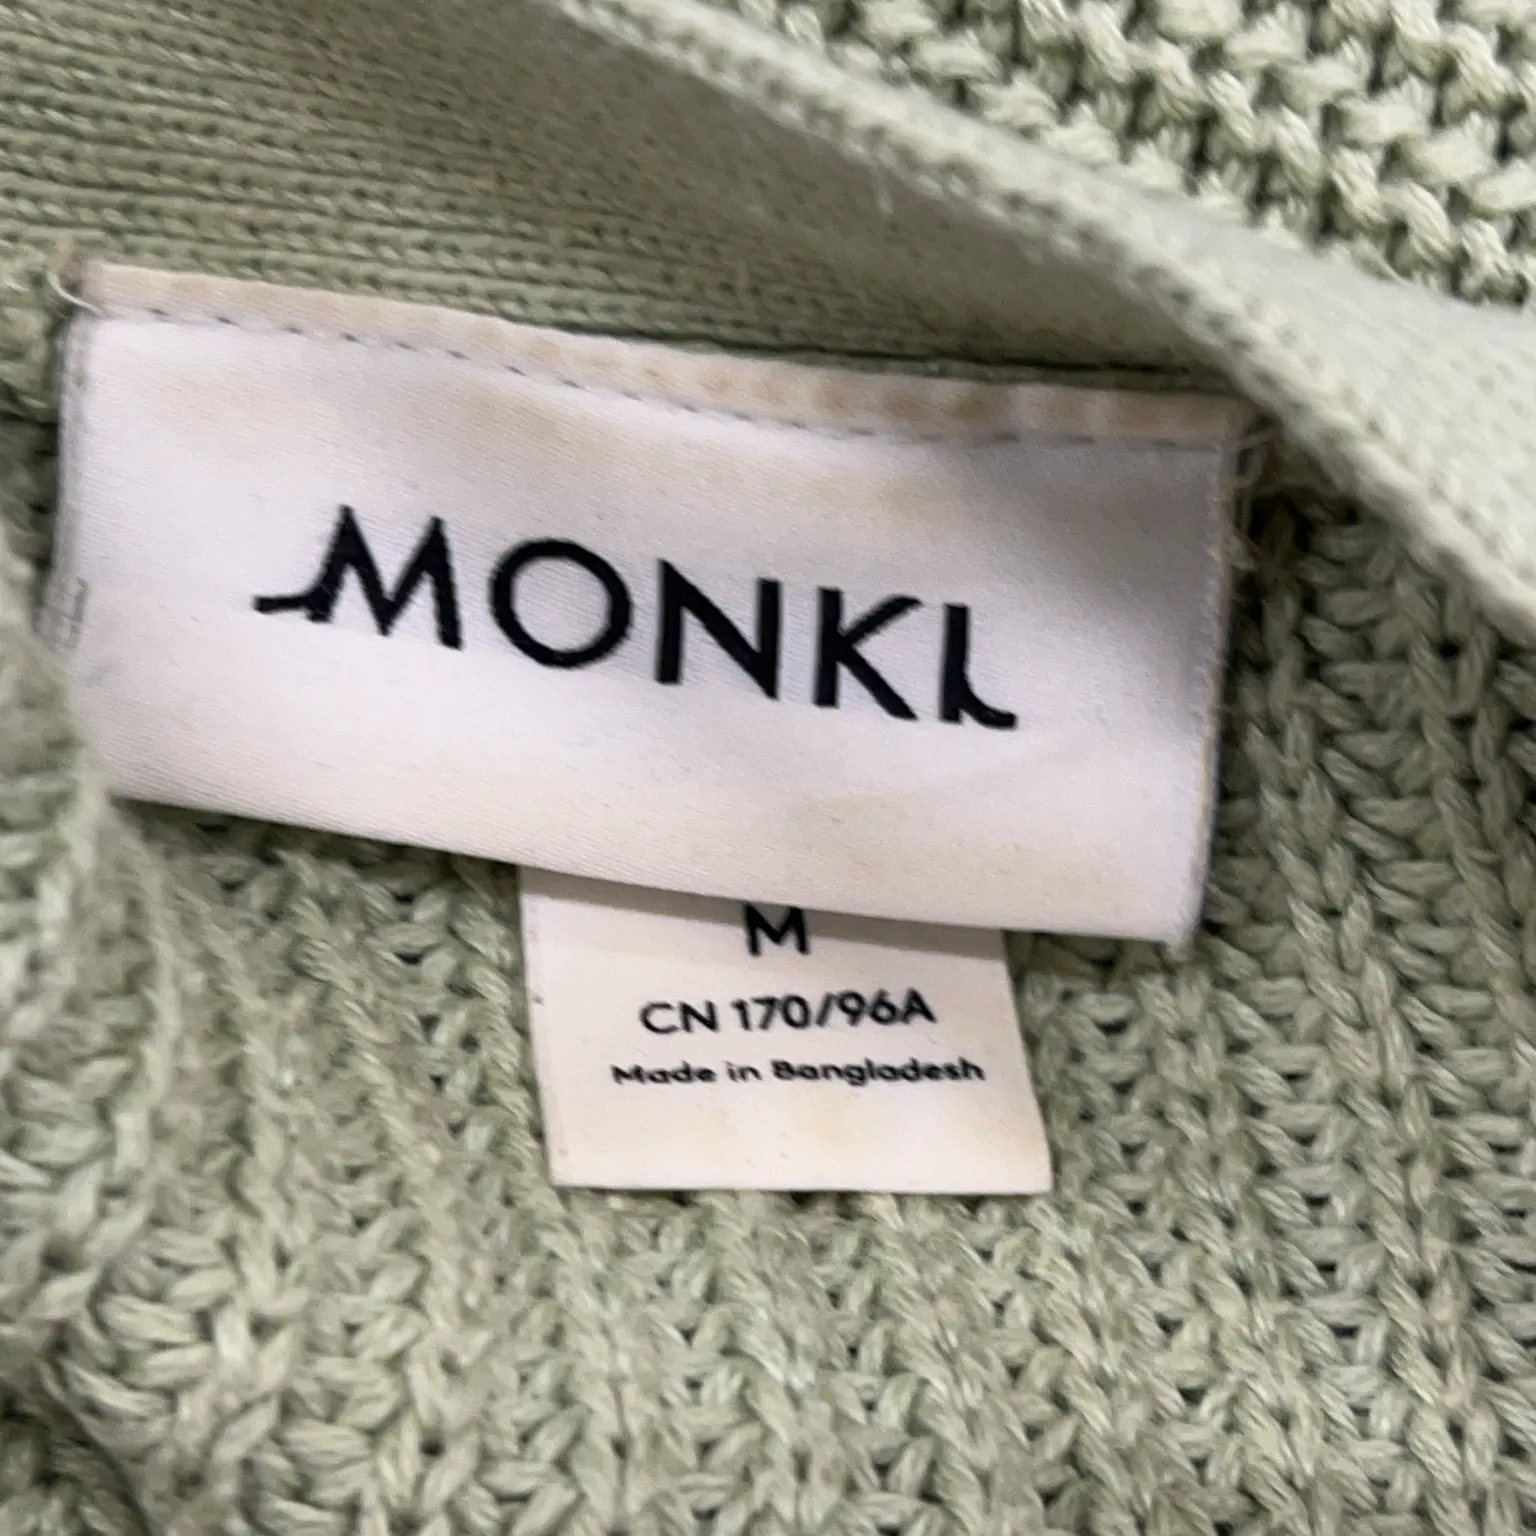 MONKI
M
CN 170/96A
Made in Bangladesh